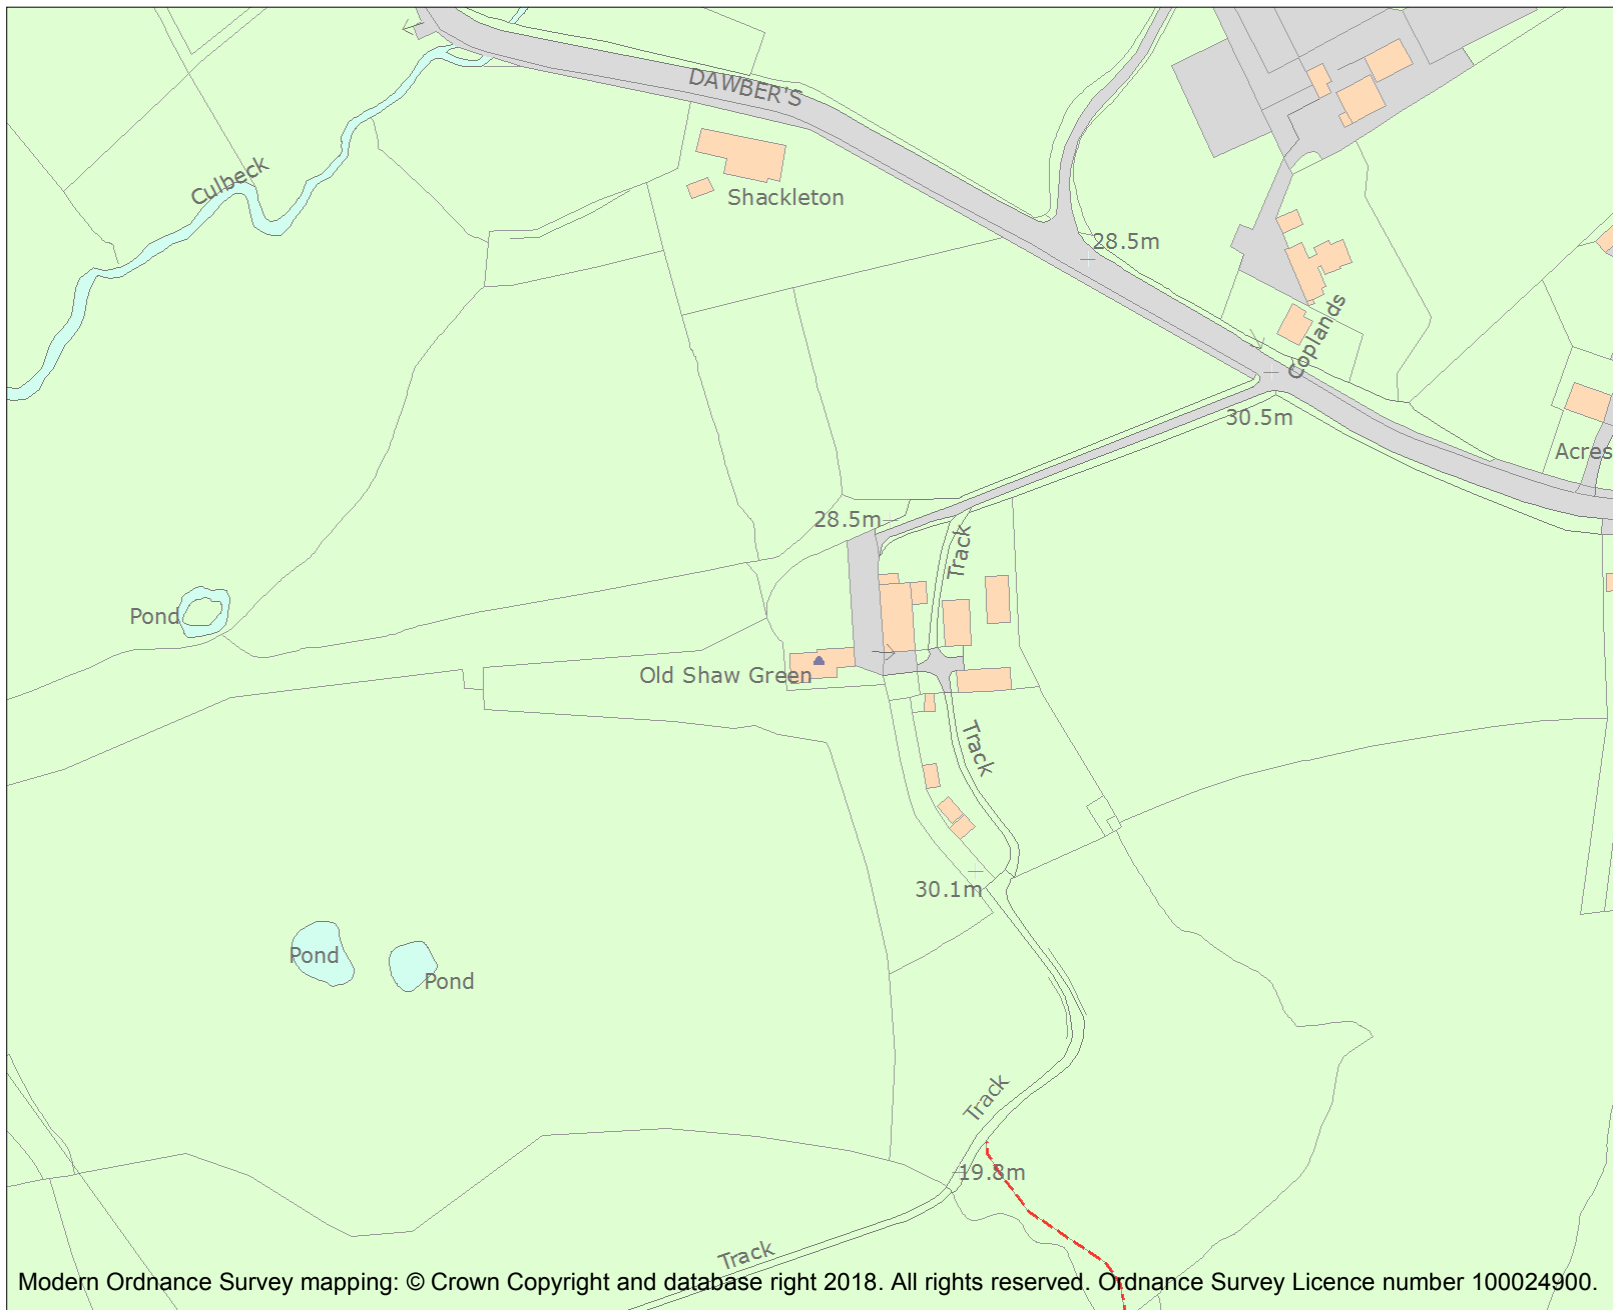 DAWBER'S
Culbeck
Shackleton
28.5m
Coplands
30.5m
Acres
28.5m
Track
Pond
Old Shaw Green
Track
30.1m
Pond
Pond
Track
19.8m
Track
Modern Ordnance Survey mapping: © Crown Copyright and database right 2018. All rights reserved. Ordnance Survey Licence number 100024900.